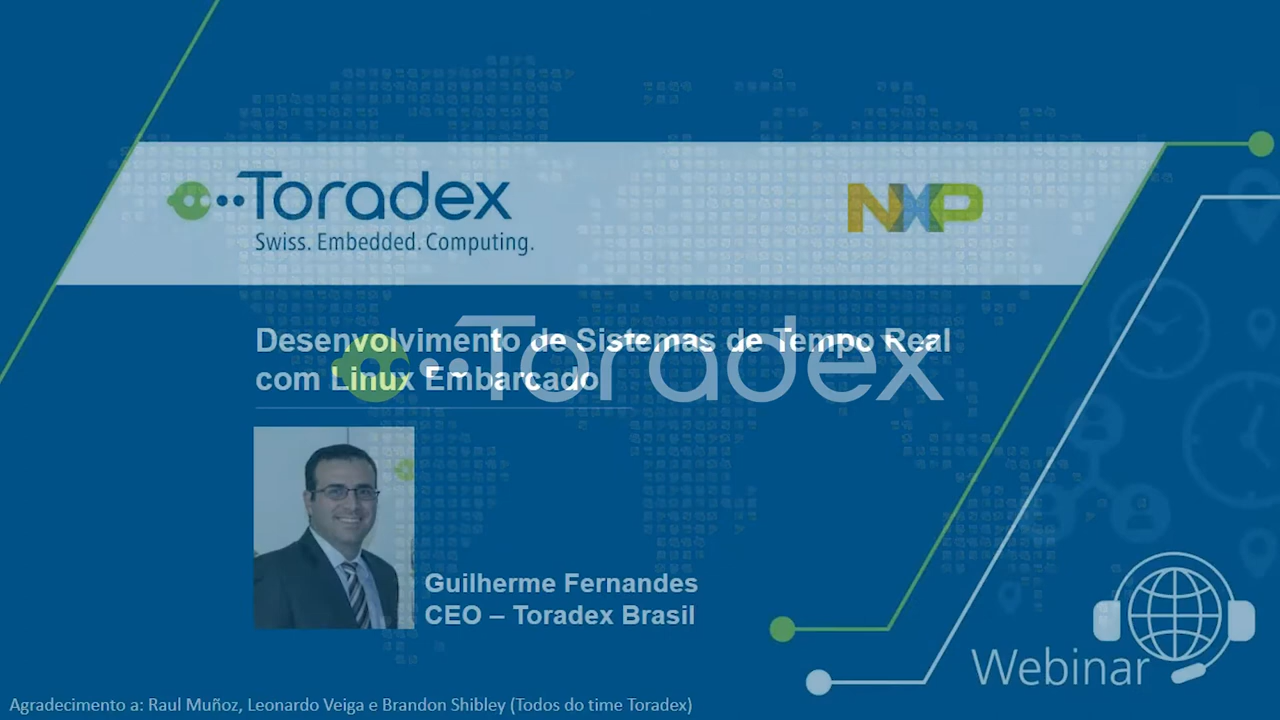 Toradex
Swiss. Embedded. Computing.
NXP
Desenvolvimento de Sistemas de Tempo Real
com Linux Embarcado
Toradex
Guilherme Fernandes
CEO – Toradex Brasil
Webinar
Agradecimento a: Raul Muñoz, Leonardo Veiga e Brandon Shibley (Todos do time Toradex)